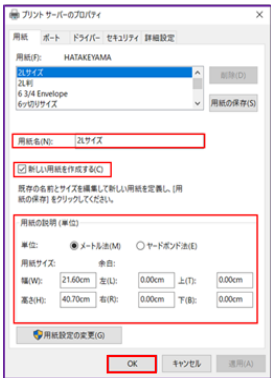 プリント サーバーのプロパティ
用紙 ポート ドライバー セキュリティ 詳細設定
用紙(F): HATAKEYAMA
2Lサイズ
2L判
6 3/4 Envelope
6ッ切りサイズ
削除(D)
用紙の保存(S)
用紙名(N): 2Lサイズ
新しい用紙を作成する(C)
既存の名前とサイズを編集して新しい用紙を定義し、[用
紙の保存] をクリックしてください。
用紙の説明 (単位)
単位: メートル法(M) ヤードポンド法(E)
用紙サイズ: 余白:
幅(W): 21.60cm 左(L): 0.00cm 上(T): 0.00cm
高さ(H): 40.70cm 右(R): 0.00cm 下(B): 0.00cm
用紙設定の変更(G)
OK キャンセル 適用(A)